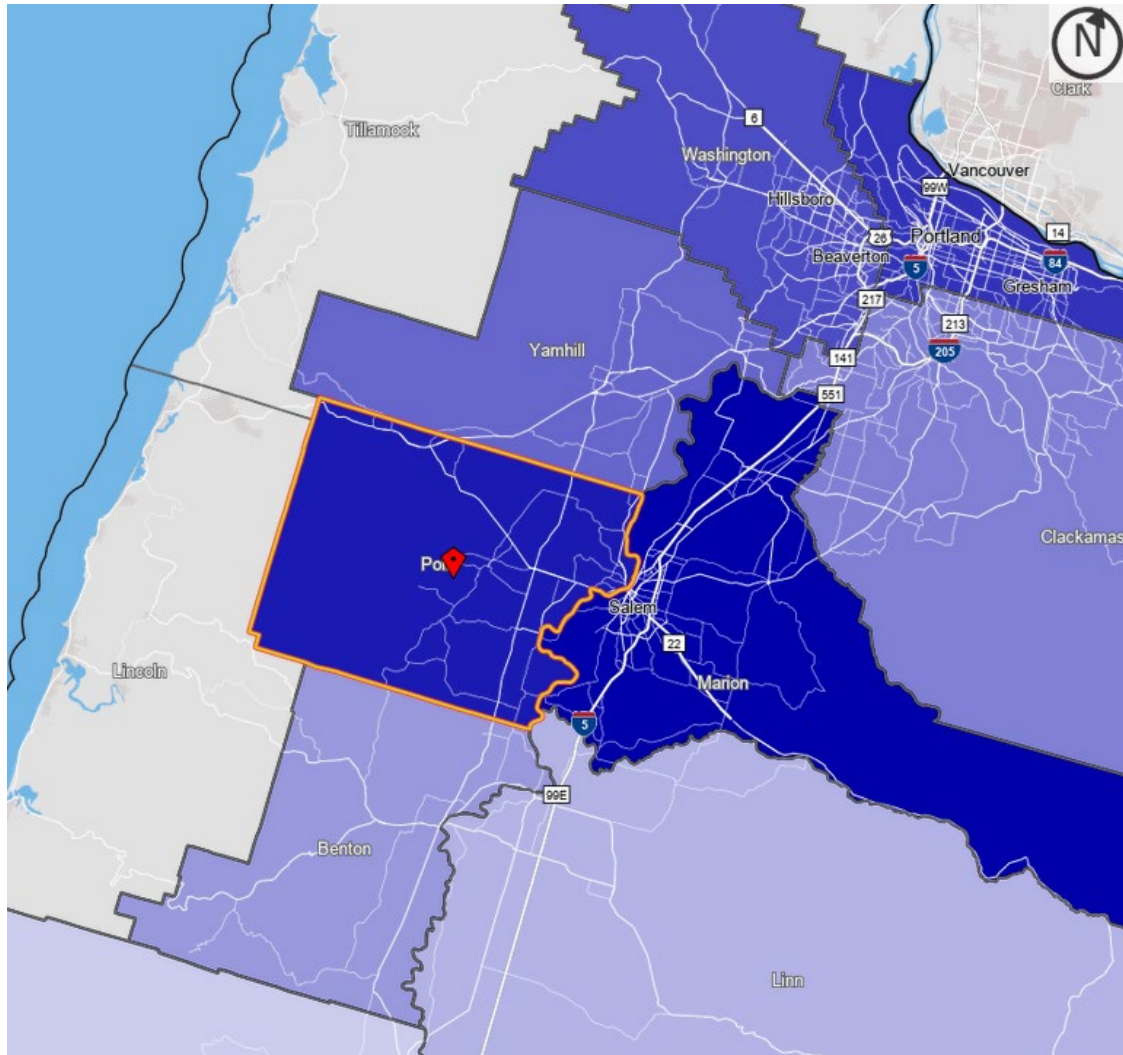 N
Clark
Tillamook
6
Washington
Vancouver
99W
Hillsboro
14
26
Portland
Beaverton
5
84
Gresham
217
213
Yamhill
141
205
551
Clackamas
Salem
22
Lincoln
Marion
5
99E
Benton
Linn